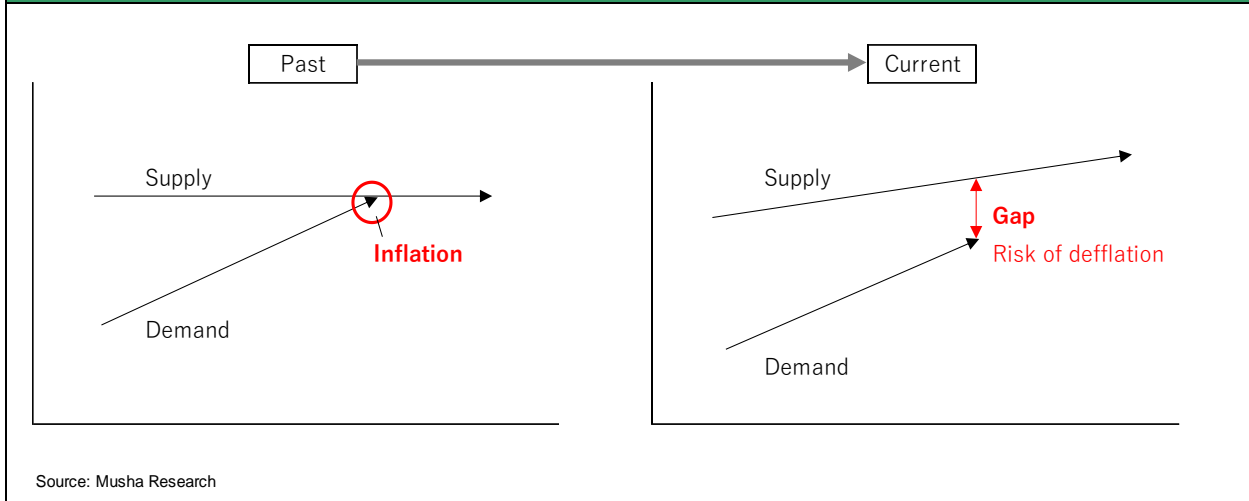 Past
Current
Supply
Inflation
Demand
Supply
Gap
Risk of defflation
Demand
Source: Musha Research